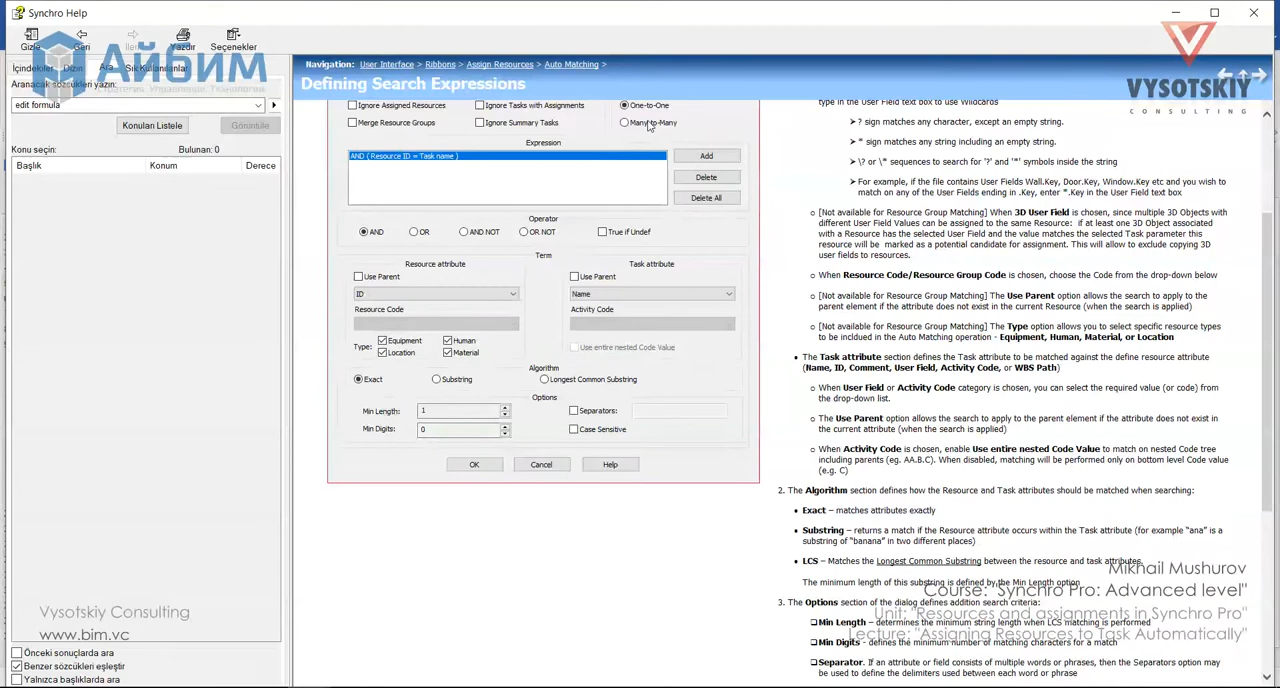 Synchro Help
Gizle
Geri
İleri
Yazdır
Seçenekler
İçindekiler Dizin Ara Sık Kullanılanlar
Айбим
Aranacak sözcükleri yazın:
edit formula
Konuları Listele
Görüntüle
Konu seçin:
Bulunan: 0
Başlık
Konum
Derece
Önceki sonuçlarda ara
Benzer sözcükleri eşleştir
Yalnızca başlıklarda ara
Vysotskiy Consulting
www.bim.vc
Navigation: User Interface > Ribbons > Assign Resources > Auto Matching >
Defining Search Expressions
VYSOTSKIY
CONSULTING
Ignore Assigned Resources
Ignore Tasks with Assignments
One-to-One
Merge Resource Groups
Ignore Summary Tasks
Many-to-Many
Expression
AND ( Resource ID = Task name )
Add
Delete
Delete All
Operator
AND
OR
AND NOT
OR NOT
True if Undef
Term
Resource attribute
Task attribute
Use Parent
Use Parent
ID
Name
Resource Code
Activity Code
Type:
Equipment
Human
Location
Material
Use entire nested Code Value
Algorithm
Exact
Substring
Longest Common Substring
Options
Min Length:
1
Separators:
Min Digits:
0
Case Sensitive
OK
Cancel
Help
type in the User Field text box to use Wildcards
➤ ? sign matches any character, except an empty string.
➤ * sign matches any string including an empty string.
➤ \? or \* sequences to search for '?' and '*' symbols inside the string
➤ For example, if the file contains User Fields Wall.Key, Door.Key, Window.Key etc and you wish to
match on any of the User Fields ending in .Key, enter *.Key in the User Field text box
o [Not available for Resource Group Matching] When 3D User Field is chosen, since multiple 3D Objects with
different User Field Values can be assigned to the same Resource: if at least one 3D Object associated
with a Resource has the selected User Field and the value matches the selected Task parameter this
resource will be marked as a potential candidate for assignment. This will allow to exclude copying 3D
user fields to resources.
o When Resource Code/Resource Group Code is chosen, choose the Code from the drop-down below
o [Not available for Resource Group Matching] The Use Parent option allows the search to apply to the
parent element if the attribute does not exist in the current Resource (when the search is applied)
o [Not available for Resource Group Matching] The Type option allows you to select specific resource types
to be incldued in the Auto Matching operation - Equipment, Human, Material, or Location
• The Task attribute section defines the Task attribute to be matched against the define resource attribute
(Name, ID, Comment, User Field, Activity Code, or WBS Path)
o When User Field or Activity Code category is chosen, you can select the required value (or code) from
the drop-down list.
o The Use Parent option allows the search to apply to the parent element if the attribute does not exist in
the current attribute (when the search is applied)
o When Activity Code is chosen, enable Use entire nested Code Value to match on nested Code tree
including parents (eg. AA.B.C). When disabled, matching will be performed only on bottom level Code value
(e.g. C)
2. The Algorithm section defines how the Resource and Task attributes should be matched when searching:
• Exact – matches attributes exactly
• Substring – returns a match if the Resource attribute occurs within the Task attribute (for example "ana" is a
substring of "banana" in two different places)
• LCS – Matches the Longest Common Substring between the resource and task attributes.
The minimum length of this substring is defined by the Min Length option
3. The Options section of the dialog defines addition search criteria:
❑ Min Length – determines the minimum string length when LCS matching is performed
❑ Min Digits - defines the minimum number of matching characters for a match
❑ Separator. If an attribute or field consists of multiple words or phrases, then the Separators option may
be used to define the delimiters used between each word or phrase
Mikhail Mushurov
Course: "Synchro Pro: Advanced level"
Unit: "Resources and assignments in Synchro Pro"
Lecture: "Assigning Resources to Task Automatically"